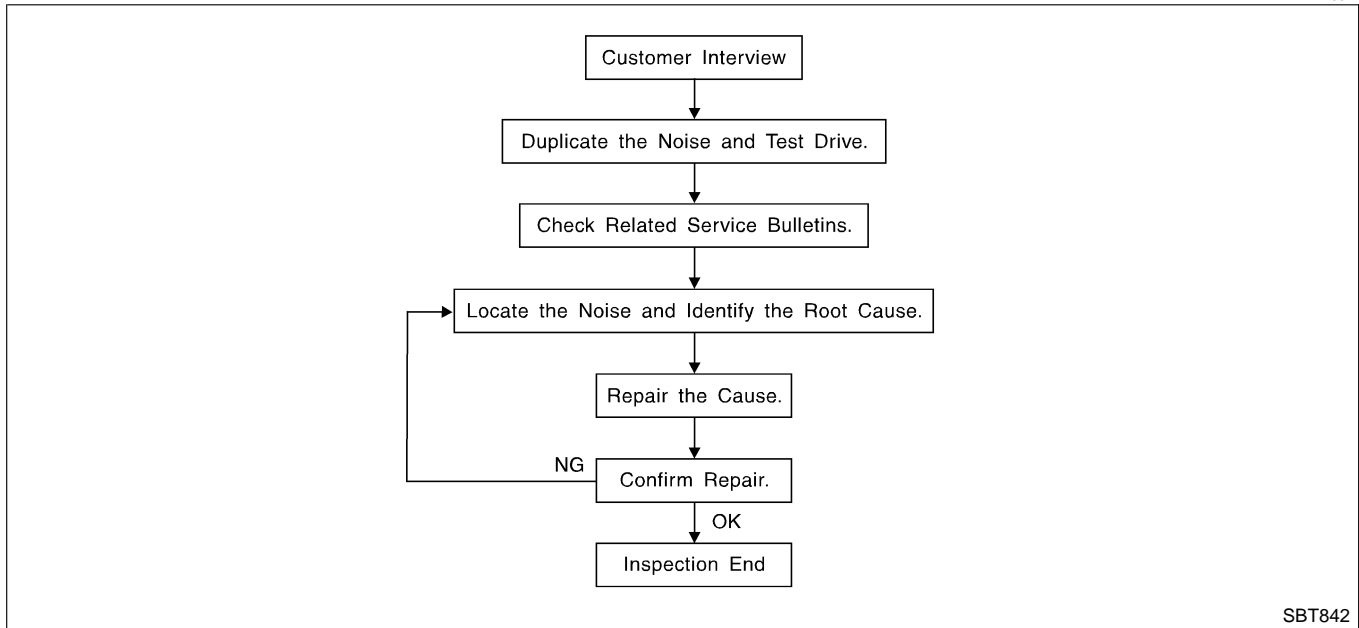 Customer Interview
Duplicate the Noise and Test Drive.
Check Related Service Bulletins.
Locate the Noise and Identify the Root Cause.
Repair the Cause.
NG
Confirm Repair.
OK
Inspection End
SBT842